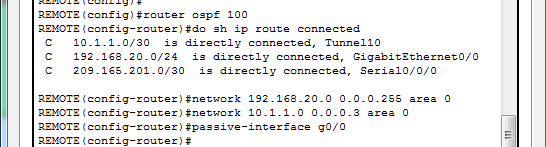 REMOTE(config)#
REMOTE(config)#router ospf 100
REMOTE(config-router)#do sh ip route connected
C 10.1.1.0/30 is directly connected, Tunnel10
C 192.168.20.0/24 is directly connected, GigabitEthernet0/0
C 209.165.201.0/30 is directly connected, Serial0/0/0
REMOTE(config-router)#network 192.168.20.0 0.0.0.255 area 0
REMOTE(config-router)#network 10.1.1.0 0.0.0.3 area 0
REMOTE(config-router)#passive-interface g0/0
REMOTE(config-router)#